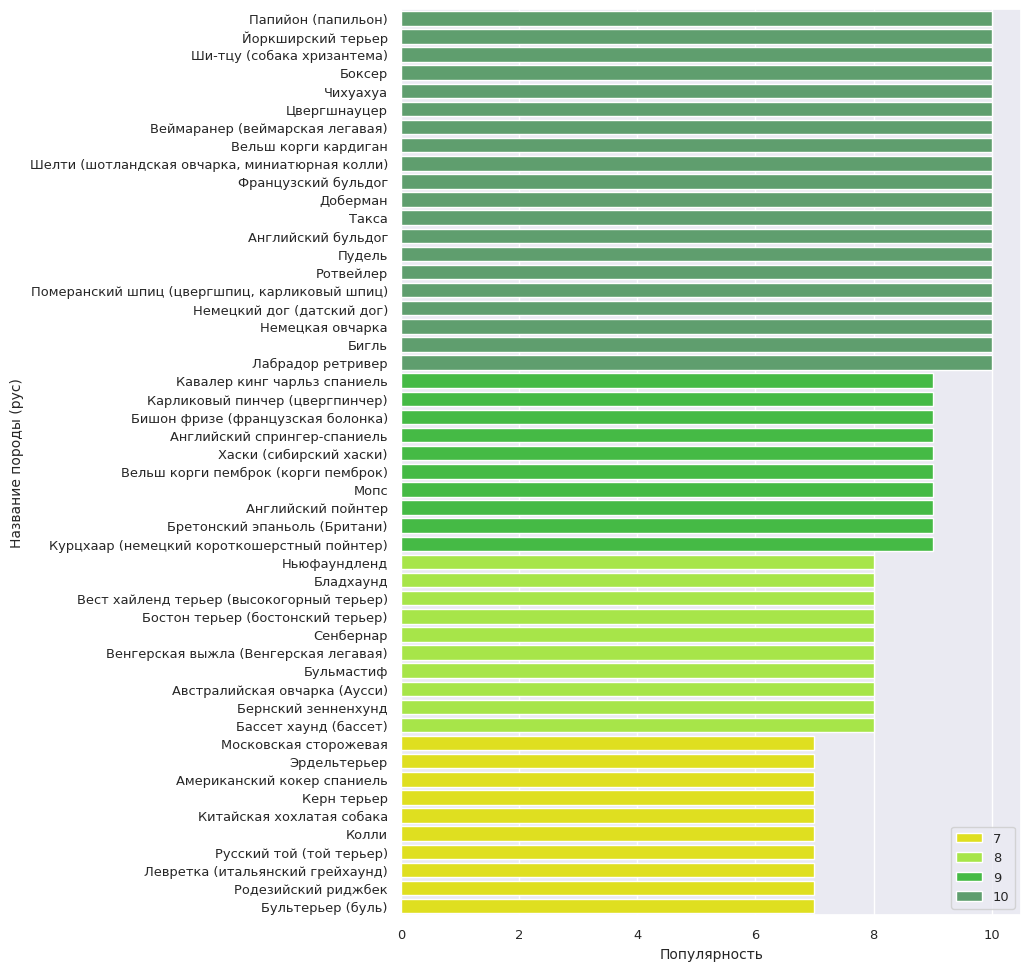 Папийон (папильон)
Йоркширский терьер
Ши-тцу (собака хризантема)
Боксер
Чихуахуа
Цвергшнауцер
Веймаранер (веймарская легавая)
Вельш корги кардиган
Шелти (шотландская овчарка, миниатюрная колли)
Французский бульдог
Доберман
Такса
Английский бульдог
Пудель
Ротвейлер
Померанский шпиц (цвергшпиц, карликовый шпиц)
Немецкий дог (датский дог)
Немецкая овчарка
Бигль
Лабрадор ретривер
Кавалер кинг чарльз спаниель
Карликовый пинчер (цвергпинчер)
Бишон фризе (французская болонка)
Английский спрингер-спаниель
Хаски (сибирский хаски)
Вельш корги пемброк (корги пемброк)
Мопс
Английский пойнтер
Бретонский эпаньоль (Британи)
Курцхаар (немецкий короткошерстный пойнтер)
Ньюфаундленд
Бладхаунд
Вест хайленд терьер (высокогорный терьер)
Бостон терьер (бостонский терьер)
Сенбернар
Венгерская выжла (Венгерская легавая)
Бульмастиф
Австралийская овчарка (Аусси)
Бернский зенненхунд
Бассет хаунд (бассет)
Московская сторожевая
Эрдельтерьер
Американский кокер спаниель
Керн терьер
Китайская хохлатая собака
Колли
Русский той (той терьер)
Левретка (итальянский грейхаунд)
Родезийский риджбек
Бультерьер (буль)
Название породы (рус)
0 2 4 6 8 10
Популярность
7
8
9
10